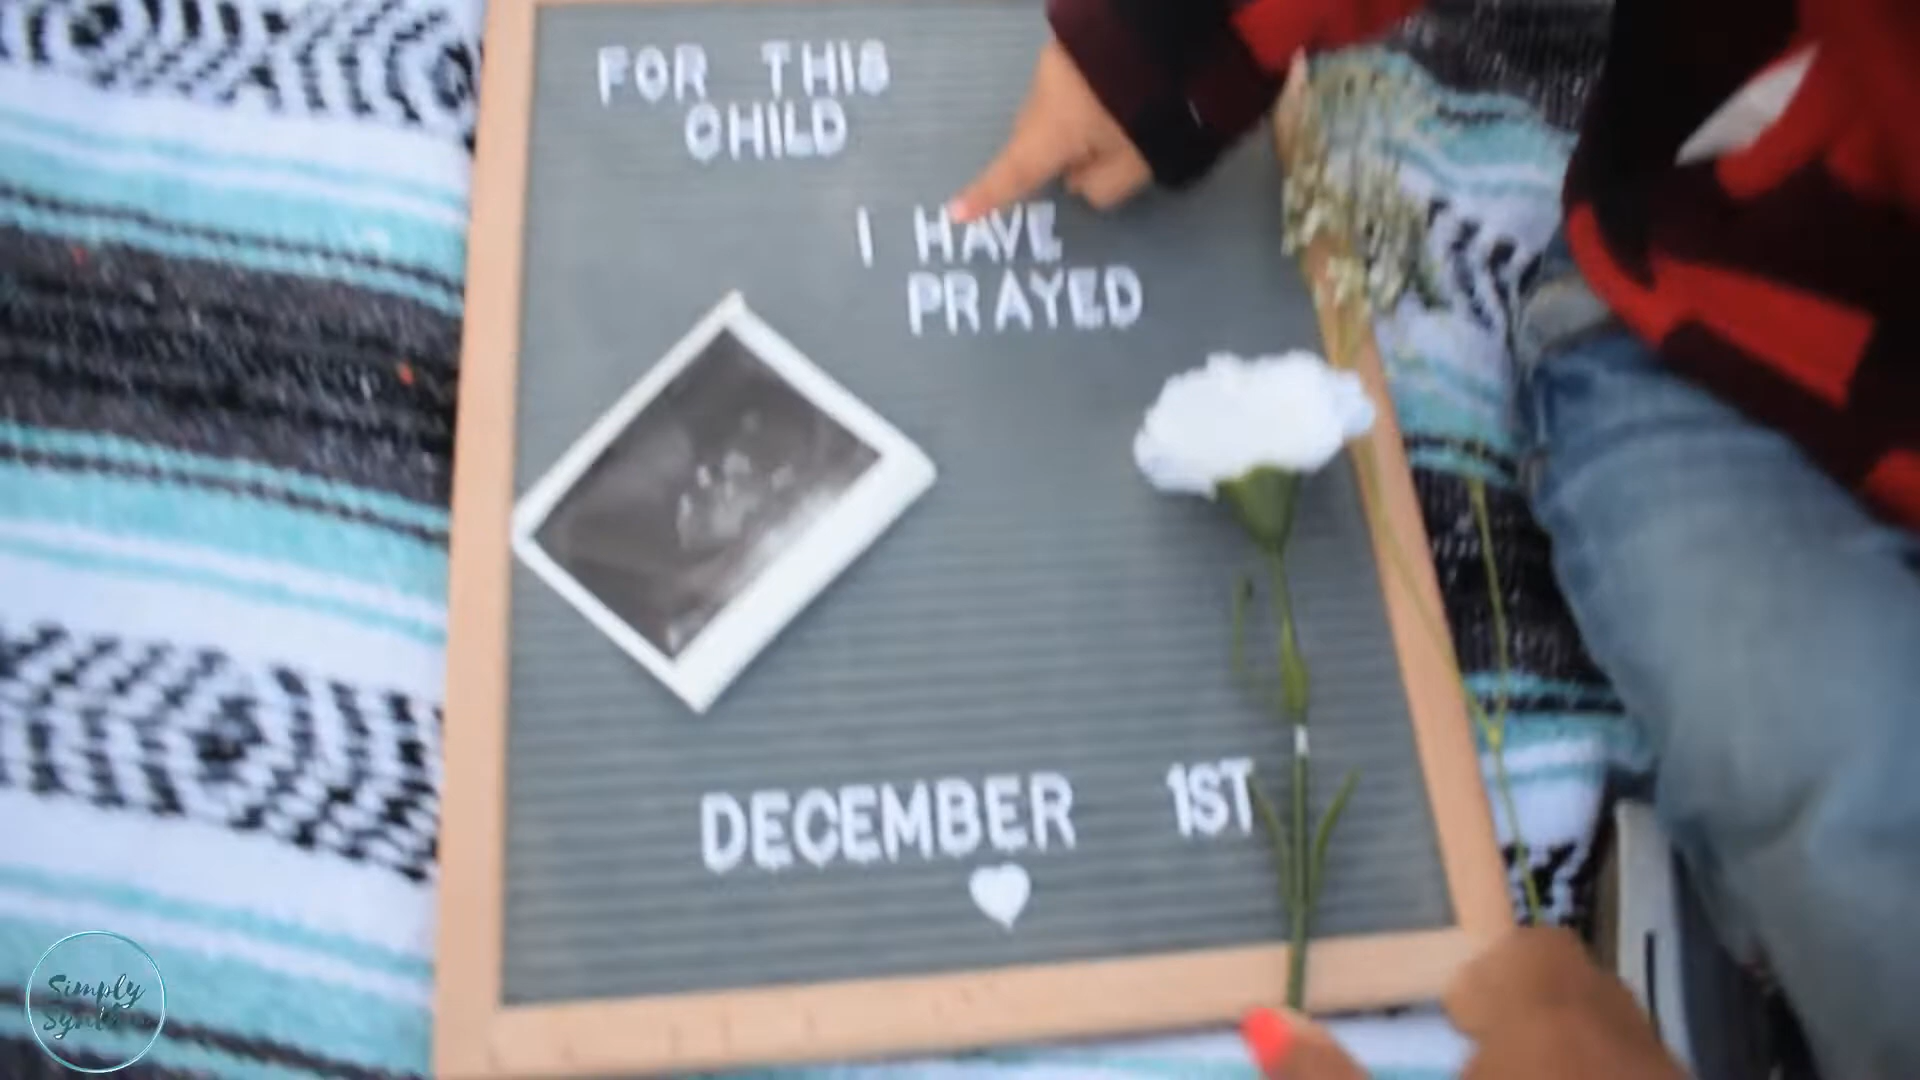 FOR THIS
CHILD
I HAVE
PRAYED
DECEMBER 1ST
Simply